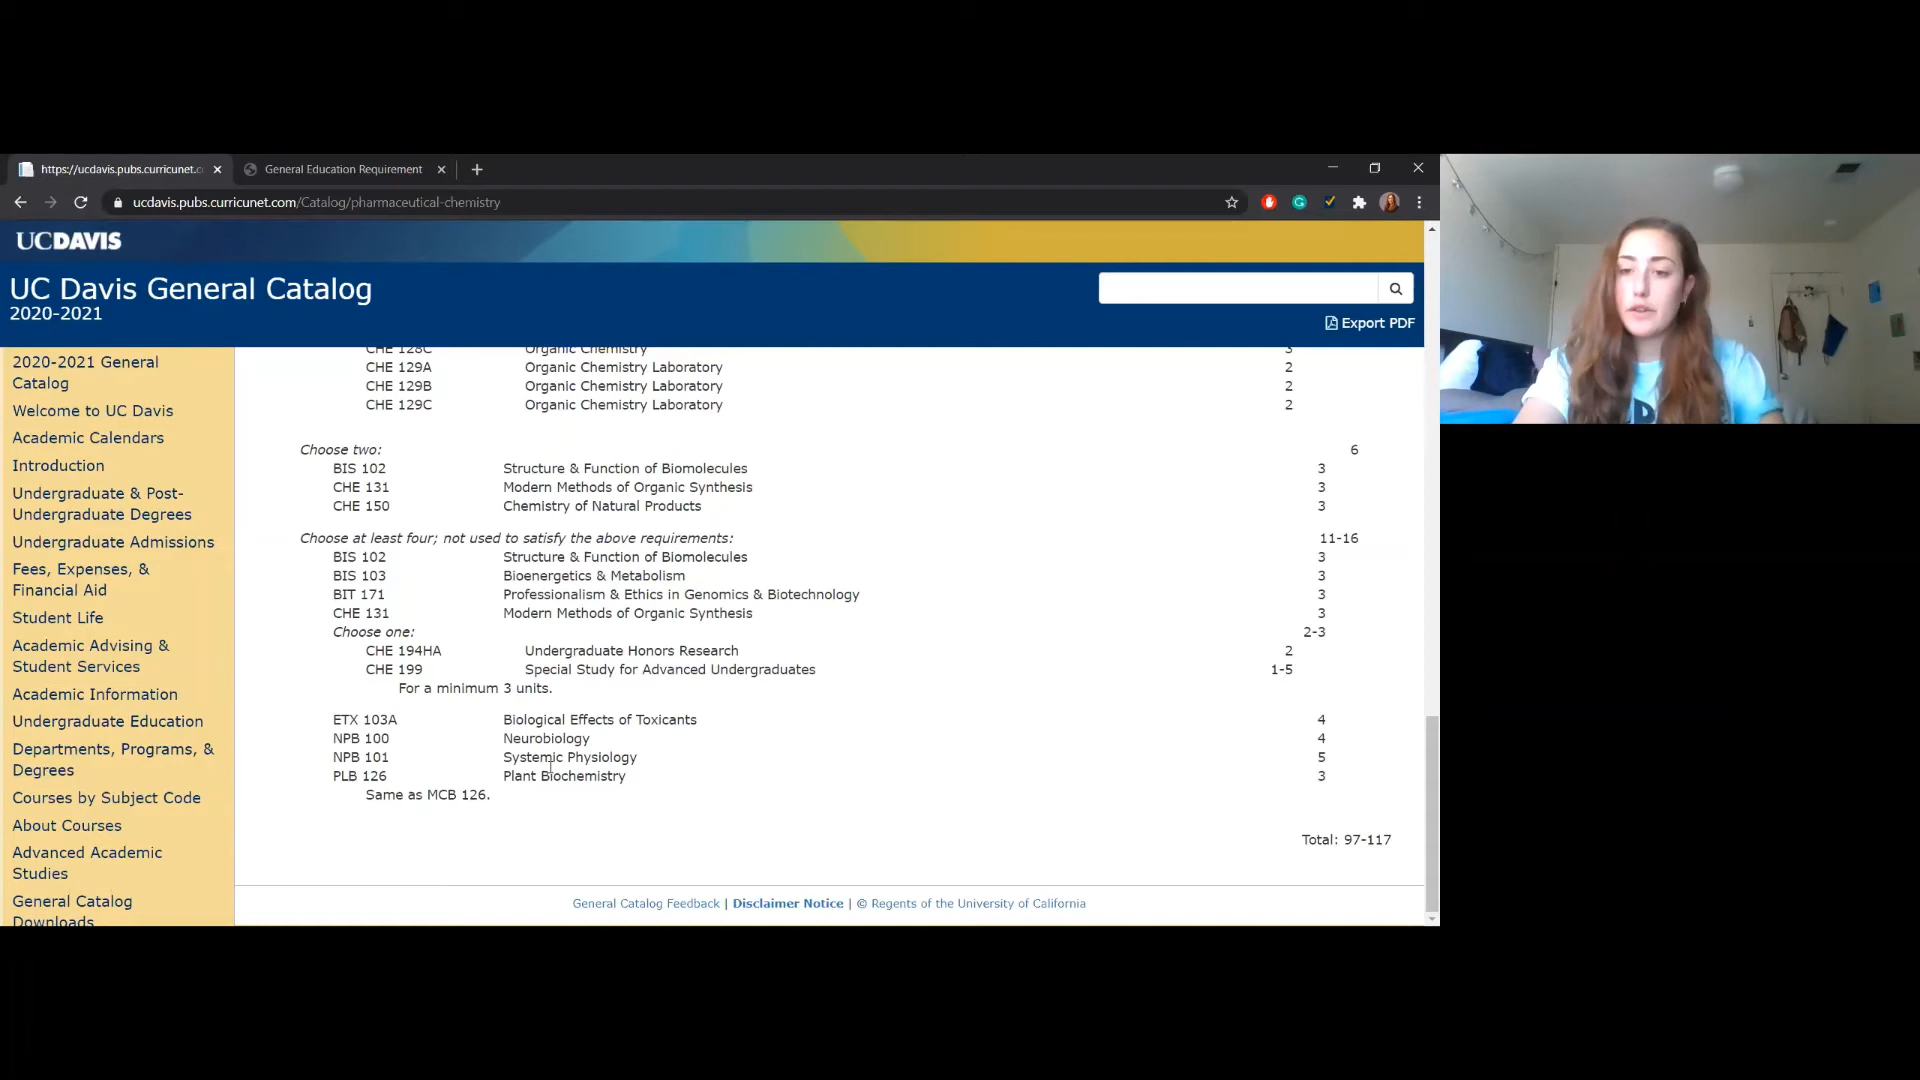 https://ucdavis.pubs.curricunet.co
General Education Requirement
ucdavis.pubs.curricunet.com/Catalog/pharmaceutical-chemistry
UCDAVIS
UC Davis General Catalog
2020-2021
Export PDF
2020-2021 General
Catalog
Welcome to UC Davis
Academic Calendars
Introduction
Undergraduate & Post-
Undergraduate Degrees
Undergraduate Admissions
Fees, Expenses, &
Financial Aid
Student Life
Academic Advising &
Student Services
Academic Information
Undergraduate Education
Departments, Programs, &
Degrees
Courses by Subject Code
About Courses
Advanced Academic
Studies
General Catalog
Downloads
CHE 128C Organic Chemistry 3
CHE 129A Organic Chemistry Laboratory 2
CHE 129B Organic Chemistry Laboratory 2
CHE 129C Organic Chemistry Laboratory 2
Choose two: 6
BIS 102 Structure & Function of Biomolecules 3
CHE 131 Modern Methods of Organic Synthesis 3
CHE 150 Chemistry of Natural Products 3
Choose at least four; not used to satisfy the above requirements: 11-16
BIS 102 Structure & Function of Biomolecules 3
BIS 103 Bioenergetics & Metabolism 3
BIT 171 Professionalism & Ethics in Genomics & Biotechnology 3
CHE 131 Modern Methods of Organic Synthesis 3
Choose one: 2-3
CHE 194HA Undergraduate Honors Research 2
CHE 199 Special Study for Advanced Undergraduates 1-5
For a minimum 3 units.
ETX 103A Biological Effects of Toxicants 4
NPB 100 Neurobiology 4
NPB 101 Systemic Physiology 5
PLB 126 Plant Biochemistry 3
Same as MCB 126.
Total: 97-117
General Catalog Feedback | Disclaimer Notice | © Regents of the University of California